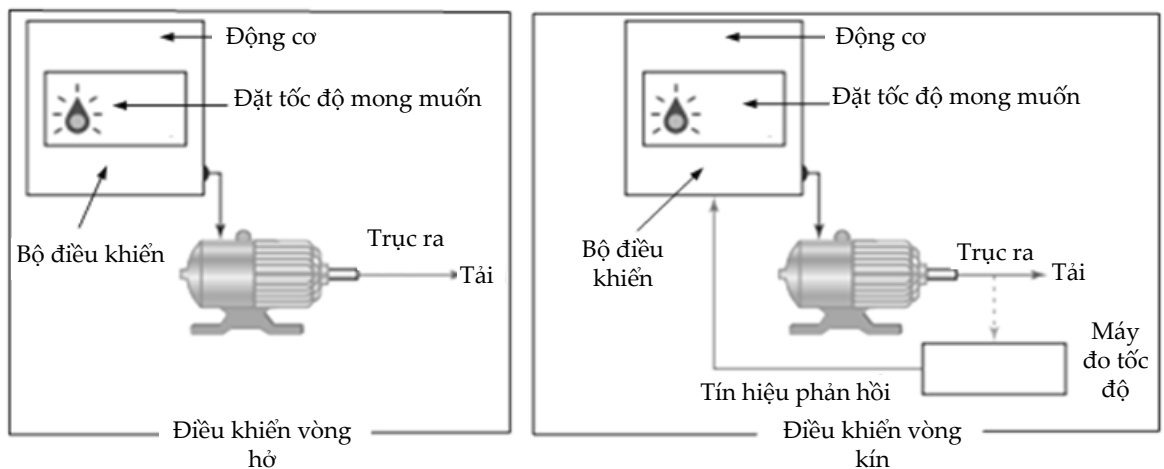 Động cơ
Đặt tốc độ mong muốn
Bộ điều khiển
Trục ra
Tải
Điều khiển vòng
hở
Động cơ
Đặt tốc độ mong muốn
Bộ điều
khiển
Trục ra
Tải
Máy
đo tốc
độ
Tín hiệu phản hồi
Điều khiển vòng
kín